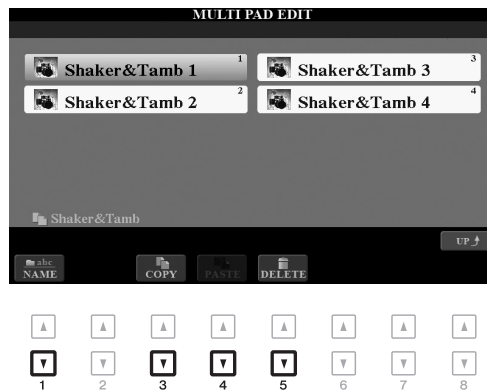 MULTI PAD EDIT
Shaker&Tamb 1 1
Shaker&Tamb 3 3
Shaker&Tamb 2 2
Shaker&Tamb 4 4
Shaker&Tamb
UP
abc
NAME
COPY
PASTE
DELETE
1 2 3 4 5 6 7 8